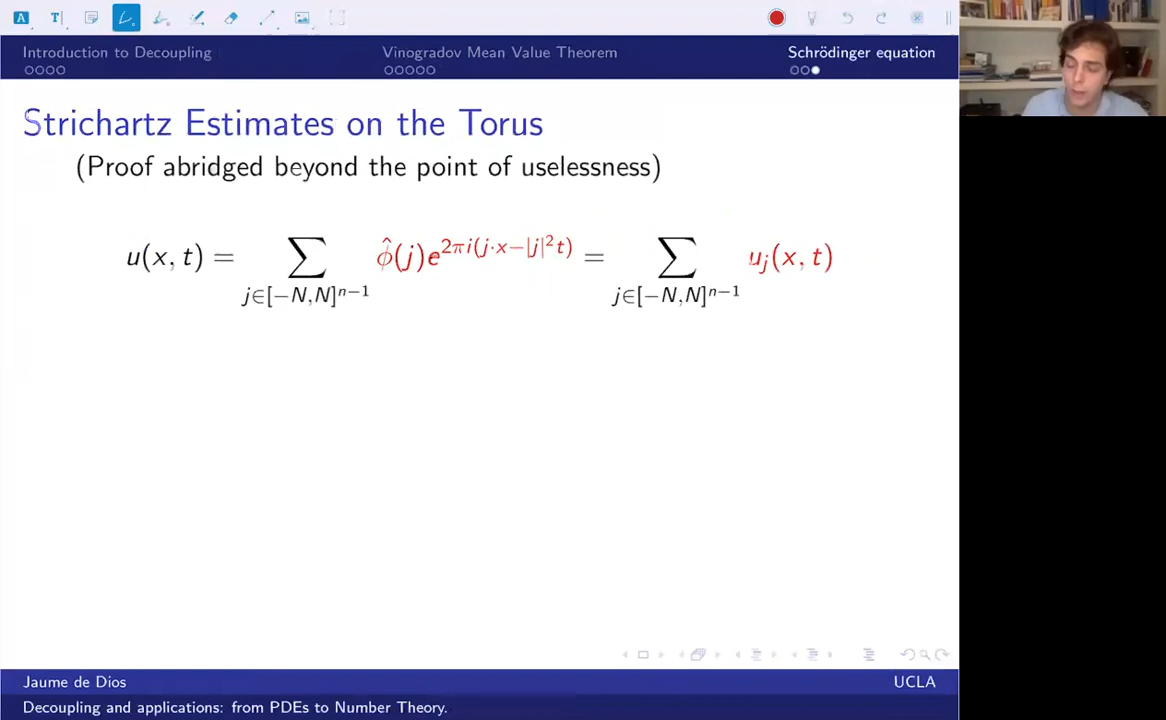 Introduction to Decoupling Vinogradov Mean Value Theorem Schrödinger equation
Strichartz Estimates on the Torus
(Proof abridged beyond the point of uselessness)
u(x, t) = ∑_{j∈[−N,N]^{n−1}} φ̂(j)e^{2πi(j·x−|j|²t)} = ∑_{j∈[−N,N]^{n−1}} u_j(x, t)
Jaume de Dios UCLA
Decoupling and applications: from PDEs to Number Theory.